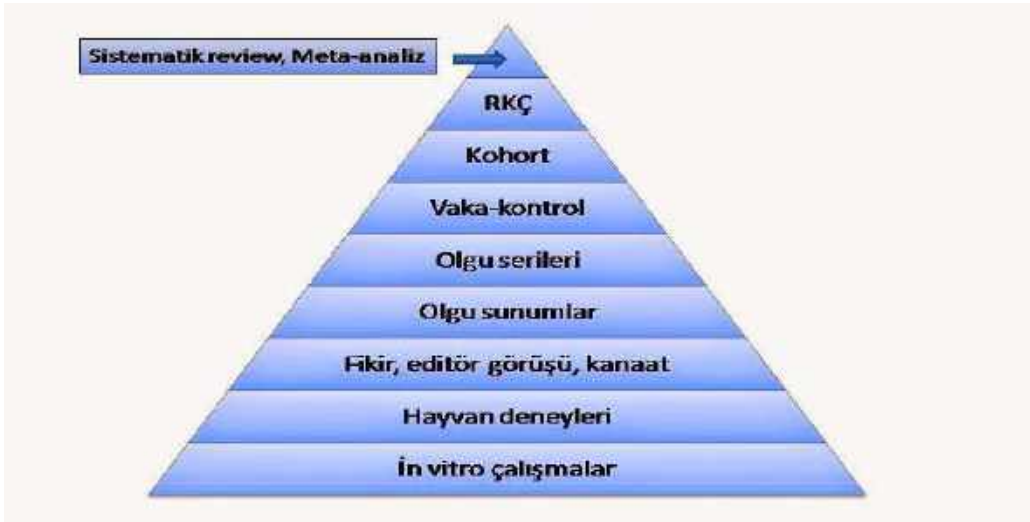 Sistematik review, Meta-analiz
RKÇ
Kohort
Vaka-kontrol
Olgu serileri
Olgu sunumlar
Fikir, editör görüşü, kanaat
Hayvan deneyleri
İn vitro çalışmalar